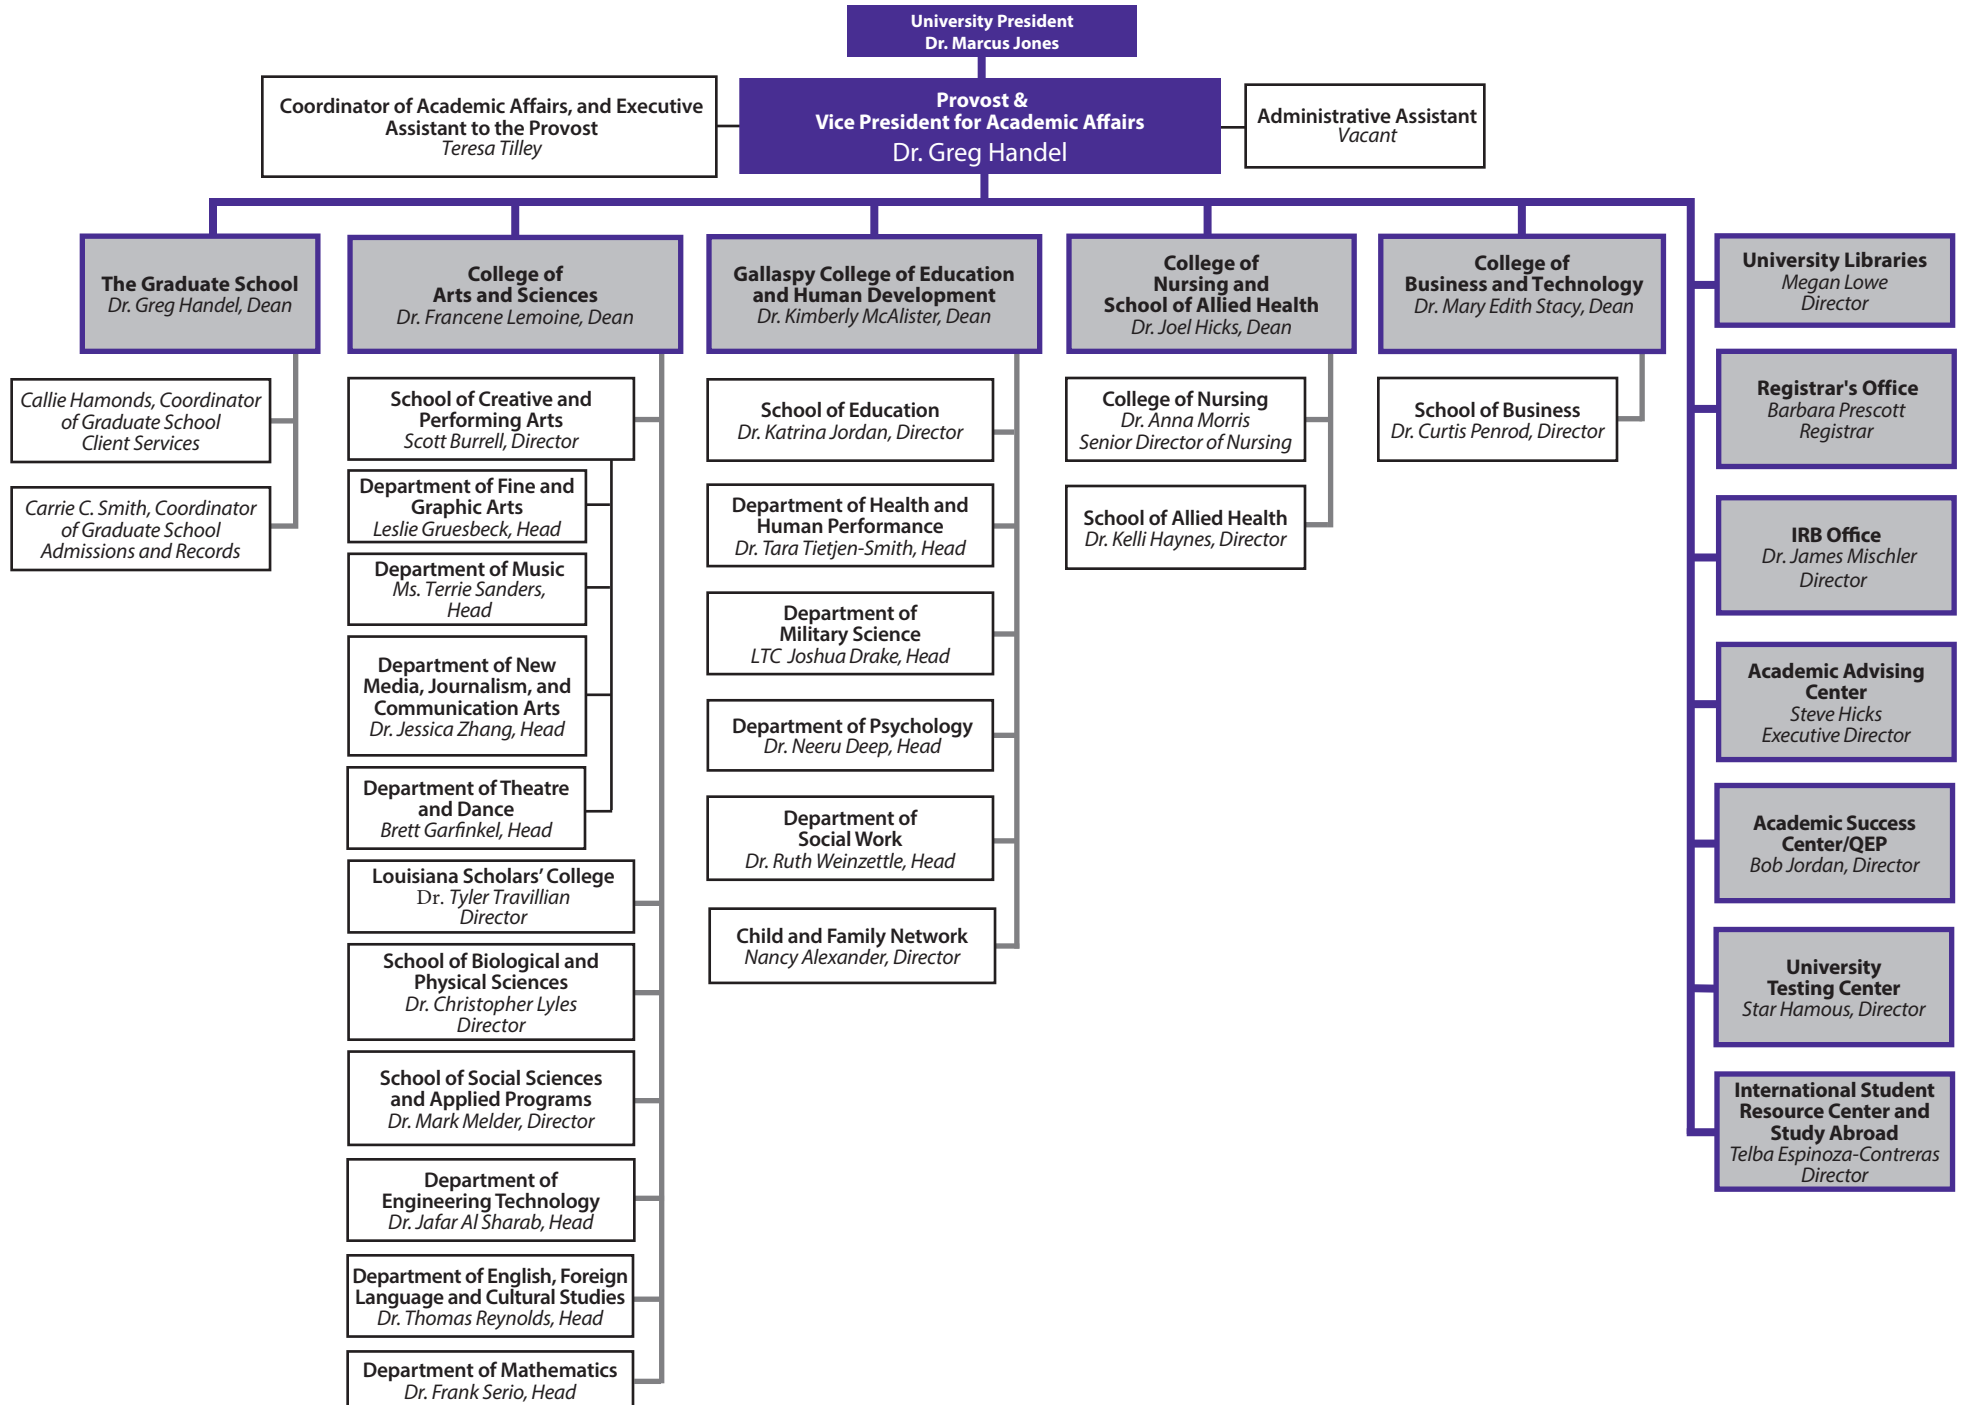 University President
Dr. Marcus Jones
Coordinator of Academic Affairs, and Executive
Assistant to the Provost
Teresa Tilley
Provost &
Vice President for Academic Affairs
Dr. Greg Handel
Administrative Assistant
Vacant
The Graduate School
Dr. Greg Handel, Dean
Callie Hamonds, Coordinator
of Graduate School
Client Services
Carrie C. Smith, Coordinator
of Graduate School
Admissions and Records
College of
Arts and Sciences
Dr. Francene Lemoine, Dean
School of Creative and
Performing Arts
Scott Burrell, Director
Department of Fine and
Graphic Arts
Leslie Gruesbeck, Head
Department of Music
Ms. Terrie Sanders,
Head
Department of New
Media, Journalism, and
Communication Arts
Dr. Jessica Zhang, Head
Department of Theatre
and Dance
Brett Garfinkel, Head
Louisiana Scholars’ College
Dr. Tyler Travillian
Director
School of Biological and
Physical Sciences
Dr. Christopher Lyles
Director
School of Social Sciences
and Applied Programs
Dr. Mark Melder, Director
Department of
Engineering Technology
Dr. Jafar Al Sharab, Head
Department of English, Foreign
Language and Cultural Studies
Dr. Thomas Reynolds, Head
Department of Mathematics
Dr. Frank Serio, Head
Gallaspy College of Education
and Human Development
Dr. Kimberly McAlister, Dean
School of Education
Dr. Katrina Jordan, Director
Department of Health and
Human Performance
Dr. Tara Tietjen-Smith, Head
Department of
Military Science
LTC Joshua Drake, Head
Department of Psychology
Dr. Neeru Deep, Head
Department of
Social Work
Dr. Ruth Weinzettle, Head
Child and Family Network
Nancy Alexander, Director
College of
Nursing and
School of Allied Health
Dr. Joel Hicks, Dean
College of Nursing
Dr. Anna Morris
Senior Director of Nursing
School of Allied Health
Dr. Kelli Haynes, Director
College of
Business and Technology
Dr. Mary Edith Stacy, Dean
School of Business
Dr. Curtis Penrod, Director
University Libraries
Megan Lowe
Director
Registrar's Office
Barbara Prescott
Registrar
IRB Office
Dr. James Mischler
Director
Academic Advising
Center
Steve Hicks
Executive Director
Academic Success
Center/QEP
Bob Jordan, Director
University
Testing Center
Star Hamous, Director
International Student
Resource Center and
Study Abroad
Telba Espinoza-Contreras
Director